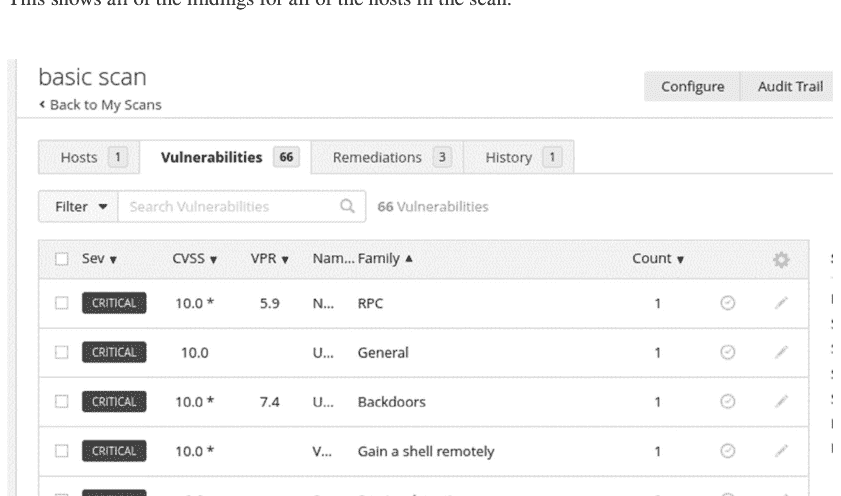 This shows all of the findings for all of the hosts in the scan.
basic scan
Configure
Audit Trail
Back to My Scans
Hosts 1
Vulnerabilities 66
Remediations 3
History 1
Filter
Search Vulnerabilities
66 Vulnerabilities
Sev CVSS VPR Nam... Family Count
CRITICAL 10.0 * 5.9 N... RPC 1
CRITICAL 10.0 U... General 1
CRITICAL 10.0 * 7.4 U... Backdoors 1
CRITICAL 10.0 * V... Gain a shell remotely 1